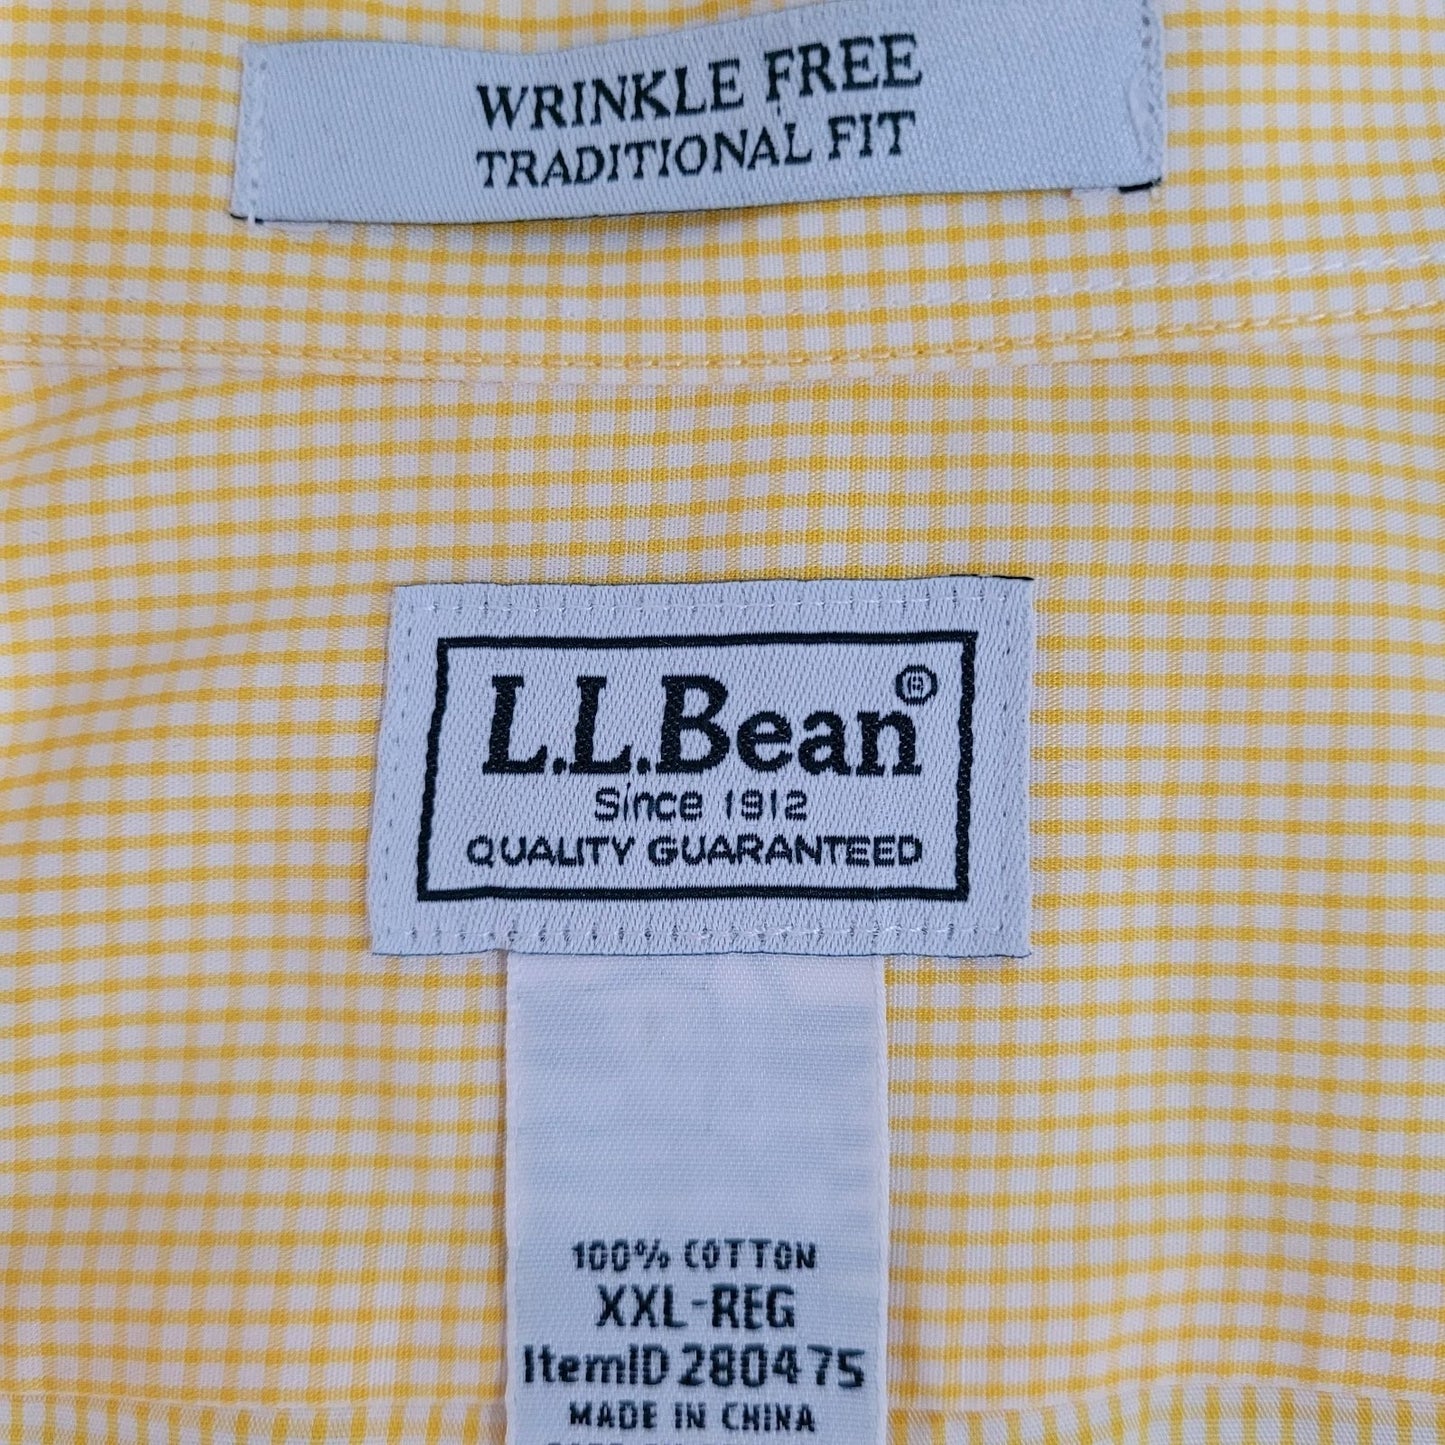 WRINKLE FREE
TRADITIONAL FIT
L.L.Bean®
Since 1912
QUALITY GUARANTEED
100% COTTON
XXL-REG
ItemID 280475
MADE IN CHINA